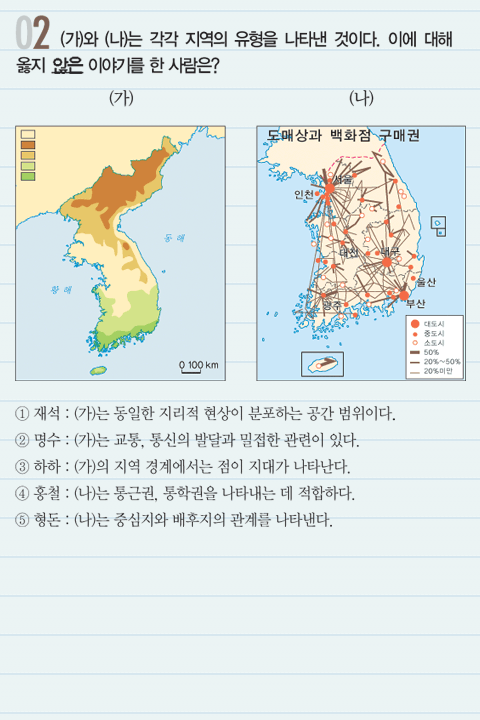 02 (가)와 (나)는 각각 지역의 유형을 나타낸 것이다. 이에 대해
옳지 않은 이야기를 한 사람은?
(가) (나)
도매상과 백화점 구매권
서울
인천
동해
대전
대구
황해
울산
광주
부산
0 100 km
대도시
중도시
소도시
50%
20%~50%
20%미만
① 재석 : (가)는 동일한 지리적 현상이 분포하는 공간 범위이다.
② 명수 : (가)는 교통, 통신의 발달과 밀접한 관련이 있다.
③ 하하 : (가)의 지역 경계에서는 점이 지대가 나타난다.
④ 홍철 : (나)는 통근권, 통학권을 나타내는 데 적합하다.
⑤ 형돈 : (나)는 중심지와 배후지의 관계를 나타낸다.